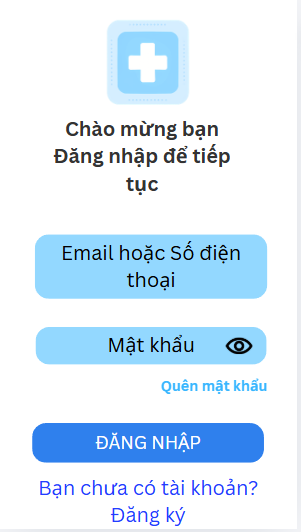 Chào mừng bạn
Đăng nhập để tiếp
tục
Email hoặc Số điện
thoại
Mật khẩu
Quên mật khẩu
ĐĂNG NHẬP
Bạn chưa có tài khoản?
Đăng ký